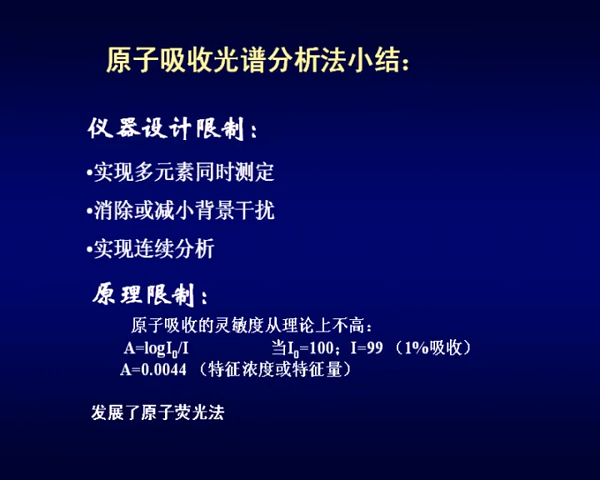 原子吸收光谱分析法小结：
仪器设计限制：
•实现多元素同时测定
•消除或减小背景干扰
•实现连续分析
原理限制：
原子吸收的灵敏度从理论上不高：
A=logI0/I 当I0=100；I=99（1%吸收）
A=0.0044（特征浓度或特征量）
发展了原子荧光法